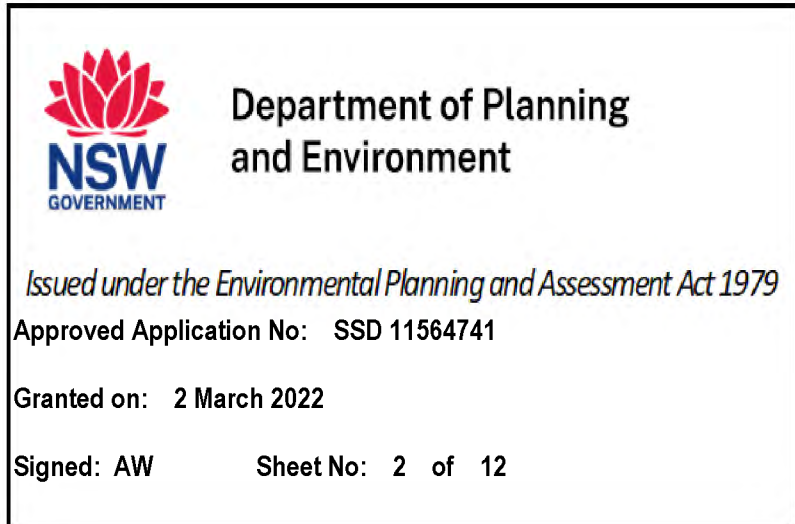 NSW
GOVERNMENT
Department of Planning
and Environment
Issued under the Environmental Planning and Assessment Act 1979
Approved Application No: SSD 11564741
Granted on: 2 March 2022
Signed: AW Sheet No: 2 of 12